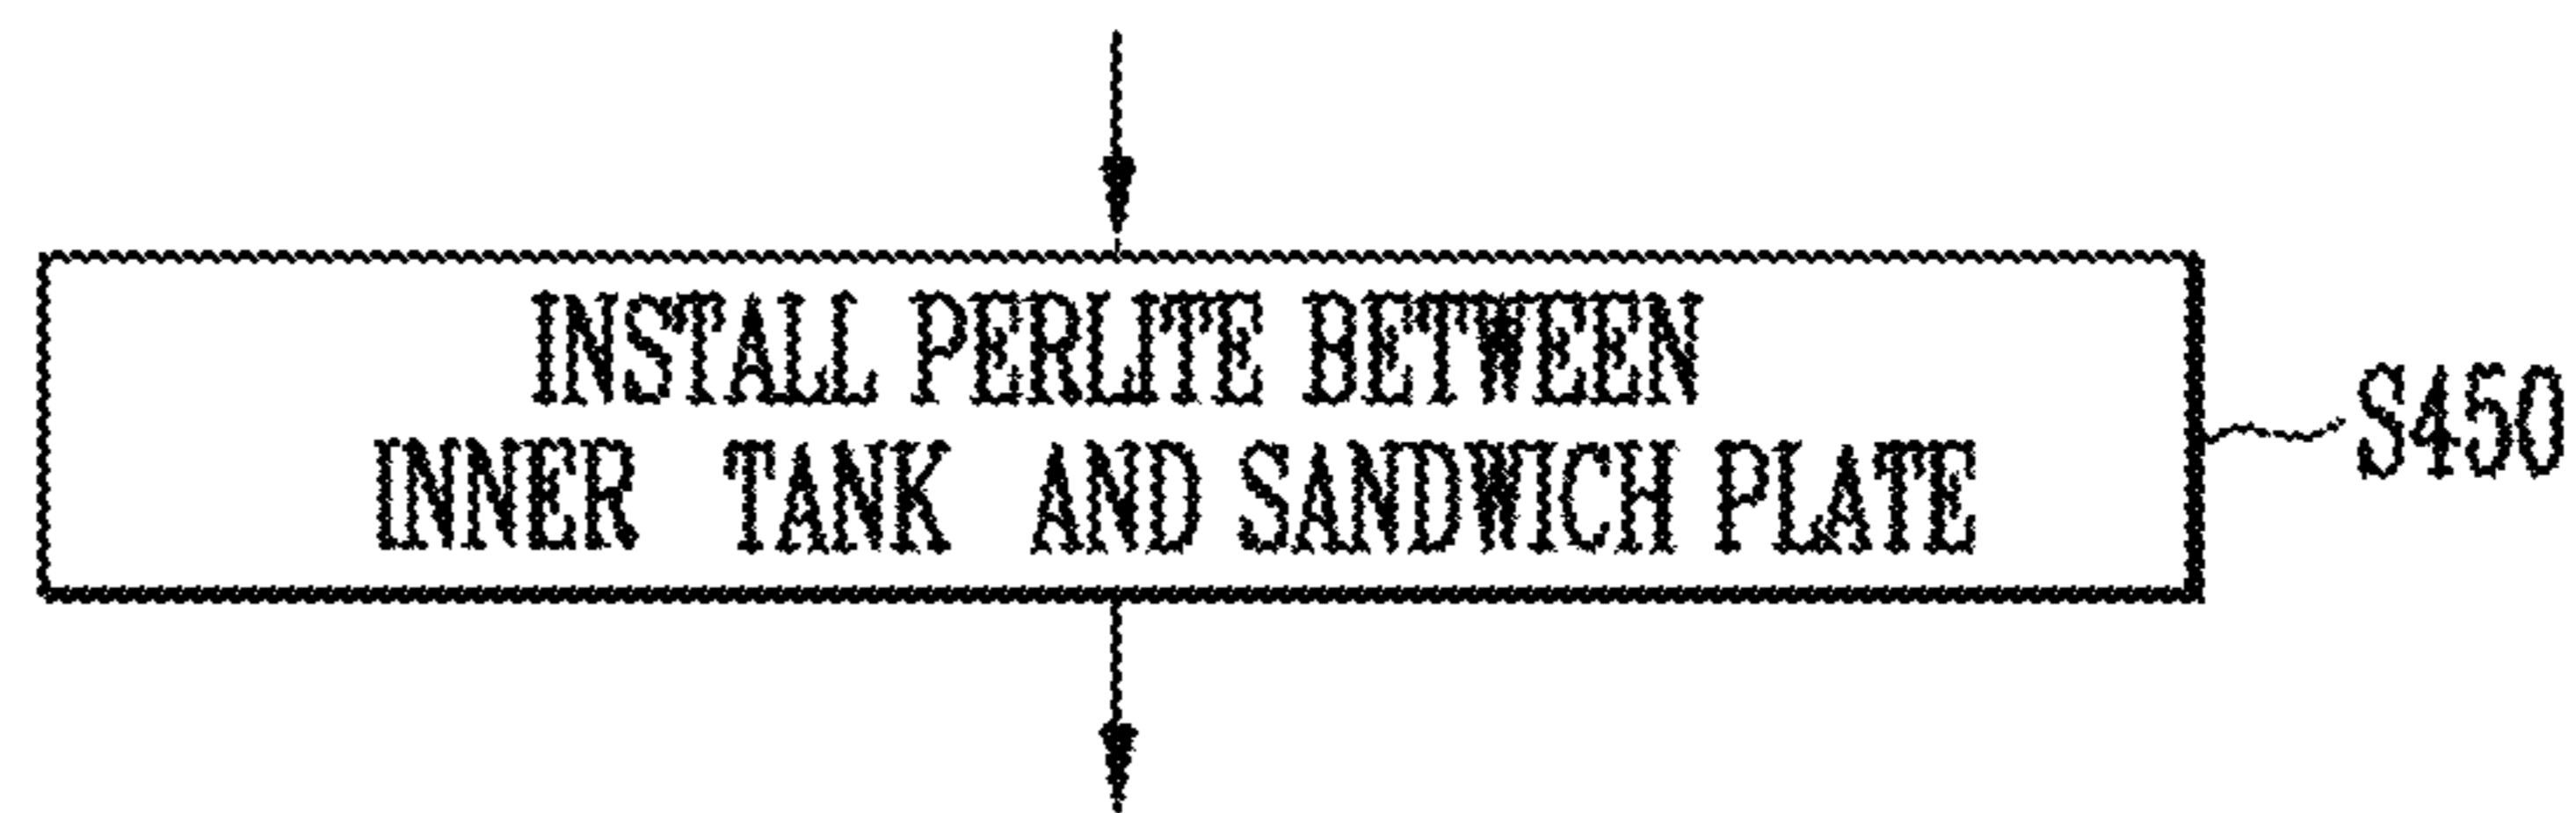 INSTALL PERLITE BETWEEN
INNER TANK AND SANDWICH PLATE
S450